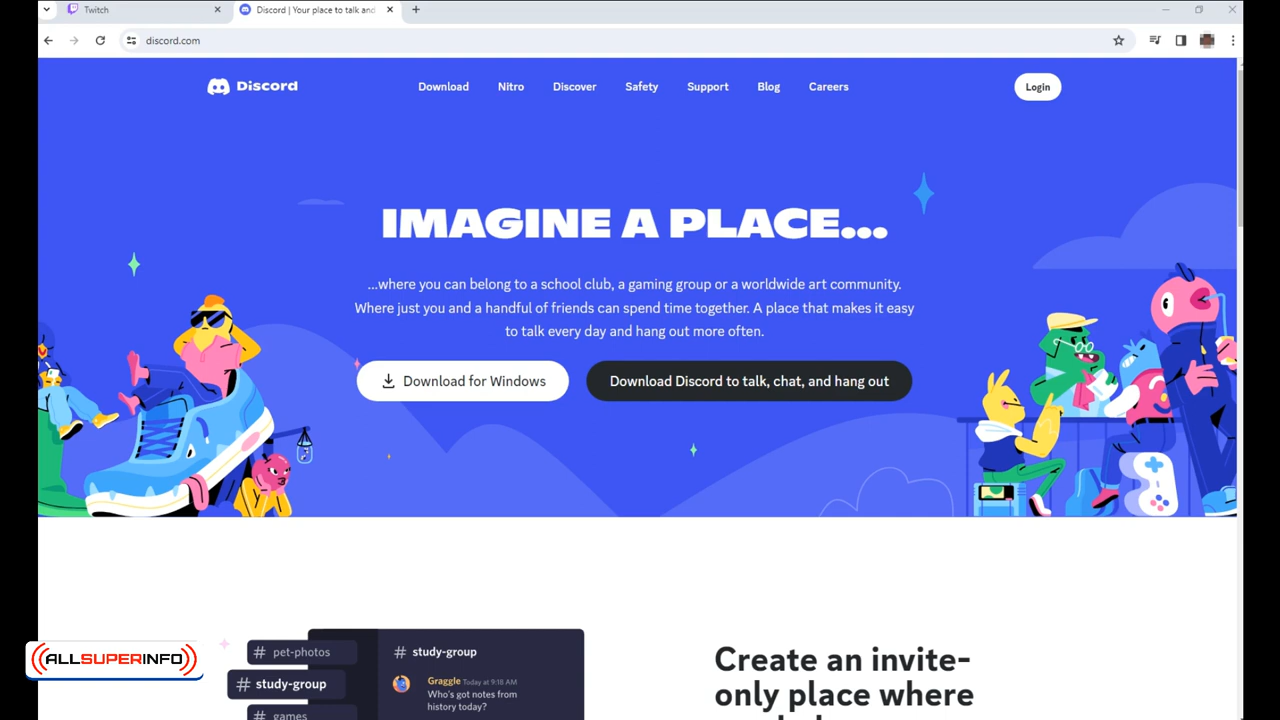 Twitch
Discord | Your place to talk and
discord.com
Discord
Download Nitro Discover Safety Support Blog Careers
Login
IMAGINE A PLACE...
...where you can belong to a school club, a gaming group or a worldwide art community.
Where just you and a handful of friends can spend time together. A place that makes it easy
to talk every day and hang out more often.
Download for Windows
Download Discord to talk, chat, and hang out
# pet-photos
# study-group
# games
# study-group
Graggle Today at 9:18 AM
Who's got notes from
history today?
Create an invite-
only place where
ALLSUPERINFO